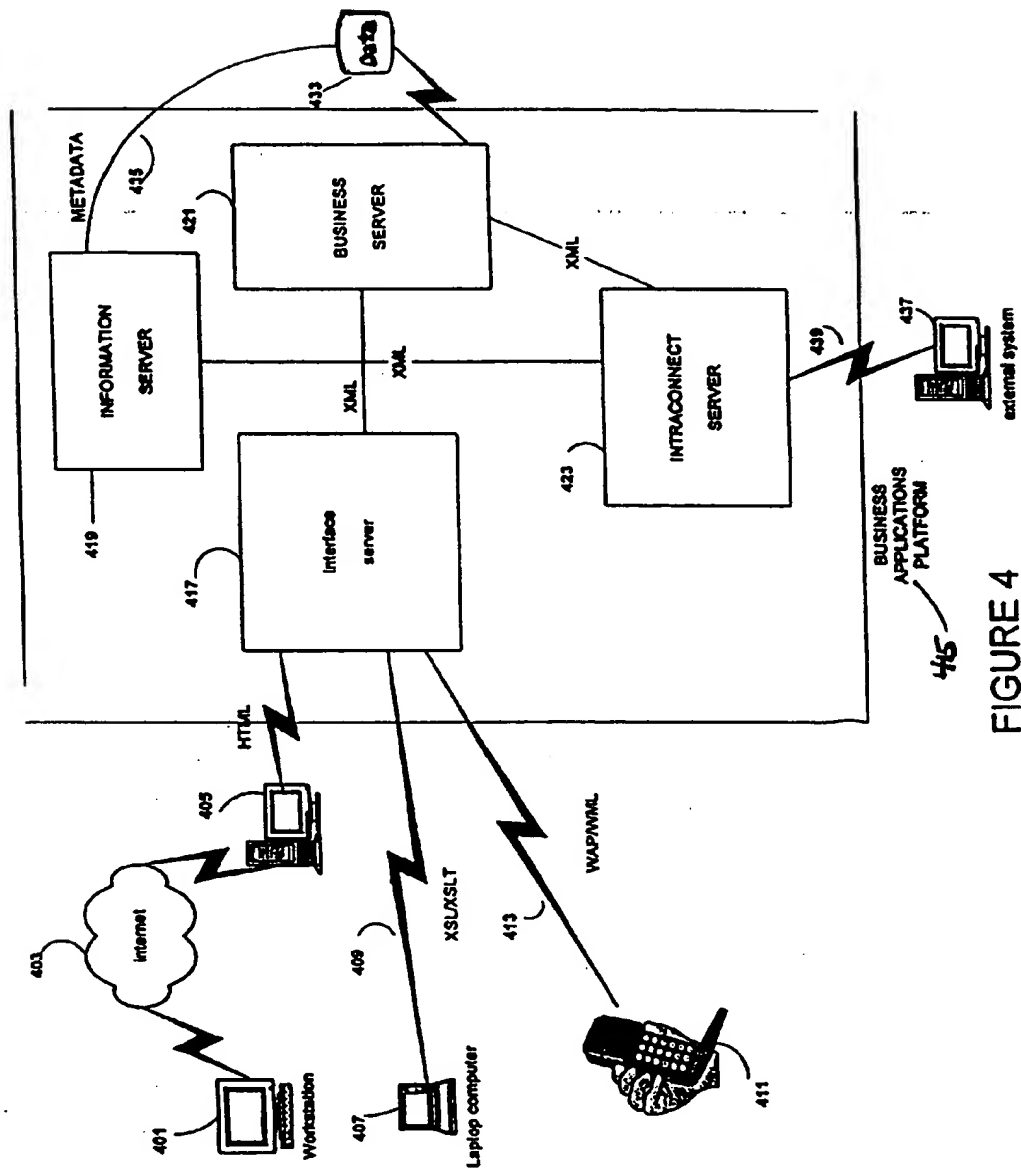 Data
433
METADATA
435
421
BUSINESS
SERVER
INFORMATION
SERVER
419
XML
XML
XML
417
Interface
server
423
INTRACONNECT
SERVER
439
437
external system
BUSINESS
APPLICATIONS
PLATFORM
415
HTML
405
403
internet
409
XSL/XSLT
413
WAP/WML
401
Workstation
407
Laptop computer
411
FIGURE 4